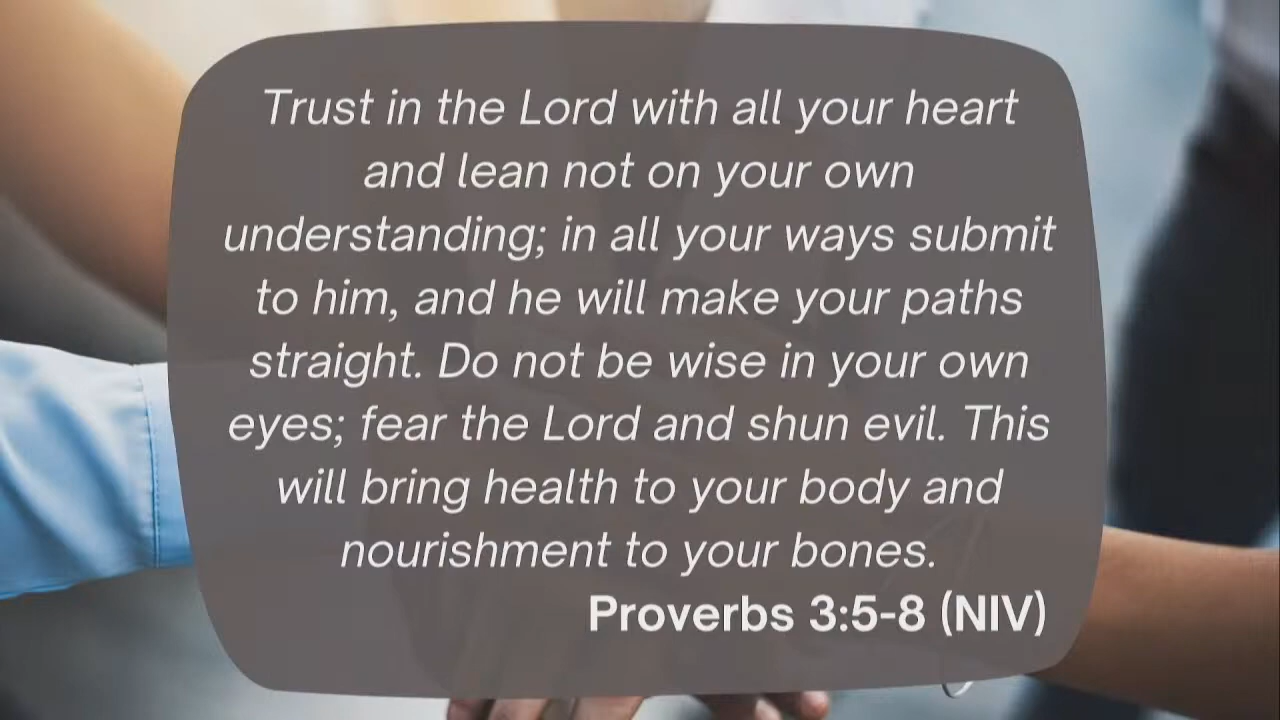 Trust in the Lord with all your heart
and lean not on your own
understanding; in all your ways submit
to him, and he will make your paths
straight. Do not be wise in your own
eyes; fear the Lord and shun evil. This
will bring health to your body and
nourishment to your bones.
Proverbs 3:5-8 (NIV)